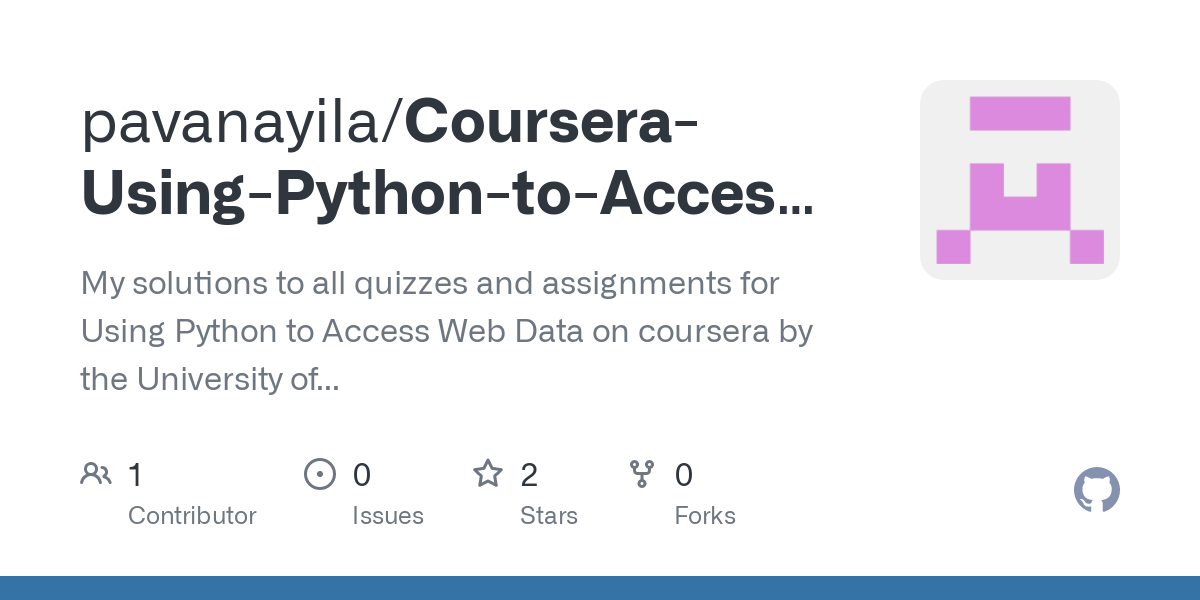 pavanayila/Coursera-
Using-Python-to-Acces...
My solutions to all quizzes and assignments for
Using Python to Access Web Data on coursera by
the University of...
1 0 2 0
Contributor Issues Stars Forks